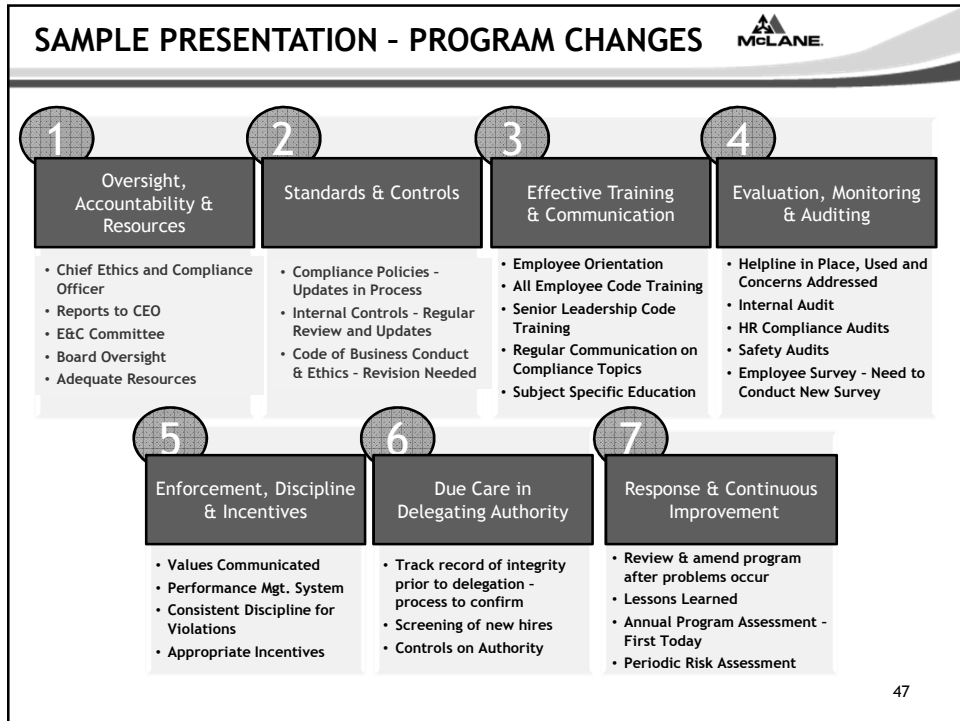 SAMPLE PRESENTATION – PROGRAM CHANGES
McLANE.
1
Oversight,
Accountability &
Resources
• Chief Ethics and Compliance
Officer
• Reports to CEO
• E&C Committee
• Board Oversight
• Adequate Resources
2
Standards & Controls
• Compliance Policies –
Updates in Process
• Internal Controls – Regular
Review and Updates
• Code of Business Conduct
& Ethics – Revision Needed
3
Effective Training
& Communication
• Employee Orientation
• All Employee Code Training
• Senior Leadership Code
Training
• Regular Communication on
Compliance Topics
• Subject Specific Education
4
Evaluation, Monitoring
& Auditing
• Helpline in Place, Used and
Concerns Addressed
• Internal Audit
• HR Compliance Audits
• Safety Audits
• Employee Survey – Need to
Conduct New Survey
5
Enforcement, Discipline
& Incentives
• Values Communicated
• Performance Mgt. System
• Consistent Discipline for
Violations
• Appropriate Incentives
6
Due Care in
Delegating Authority
• Track record of integrity
prior to delegation –
process to confirm
• Screening of new hires
• Controls on Authority
7
Response & Continuous
Improvement
• Review & amend program
after problems occur
• Lessons Learned
• Annual Program Assessment –
First Today
• Periodic Risk Assessment
47